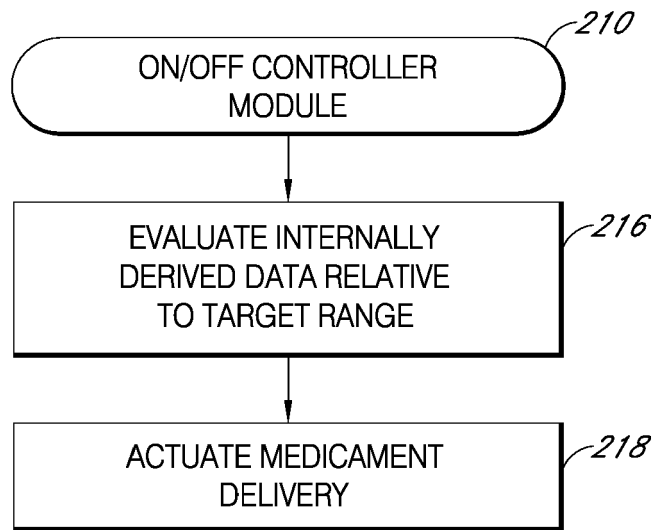 210
ON/OFF CONTROLLER
MODULE
216
EVALUATE INTERNALLY
DERIVED DATA RELATIVE
TO TARGET RANGE
218
ACTUATE MEDICAMENT
DELIVERY